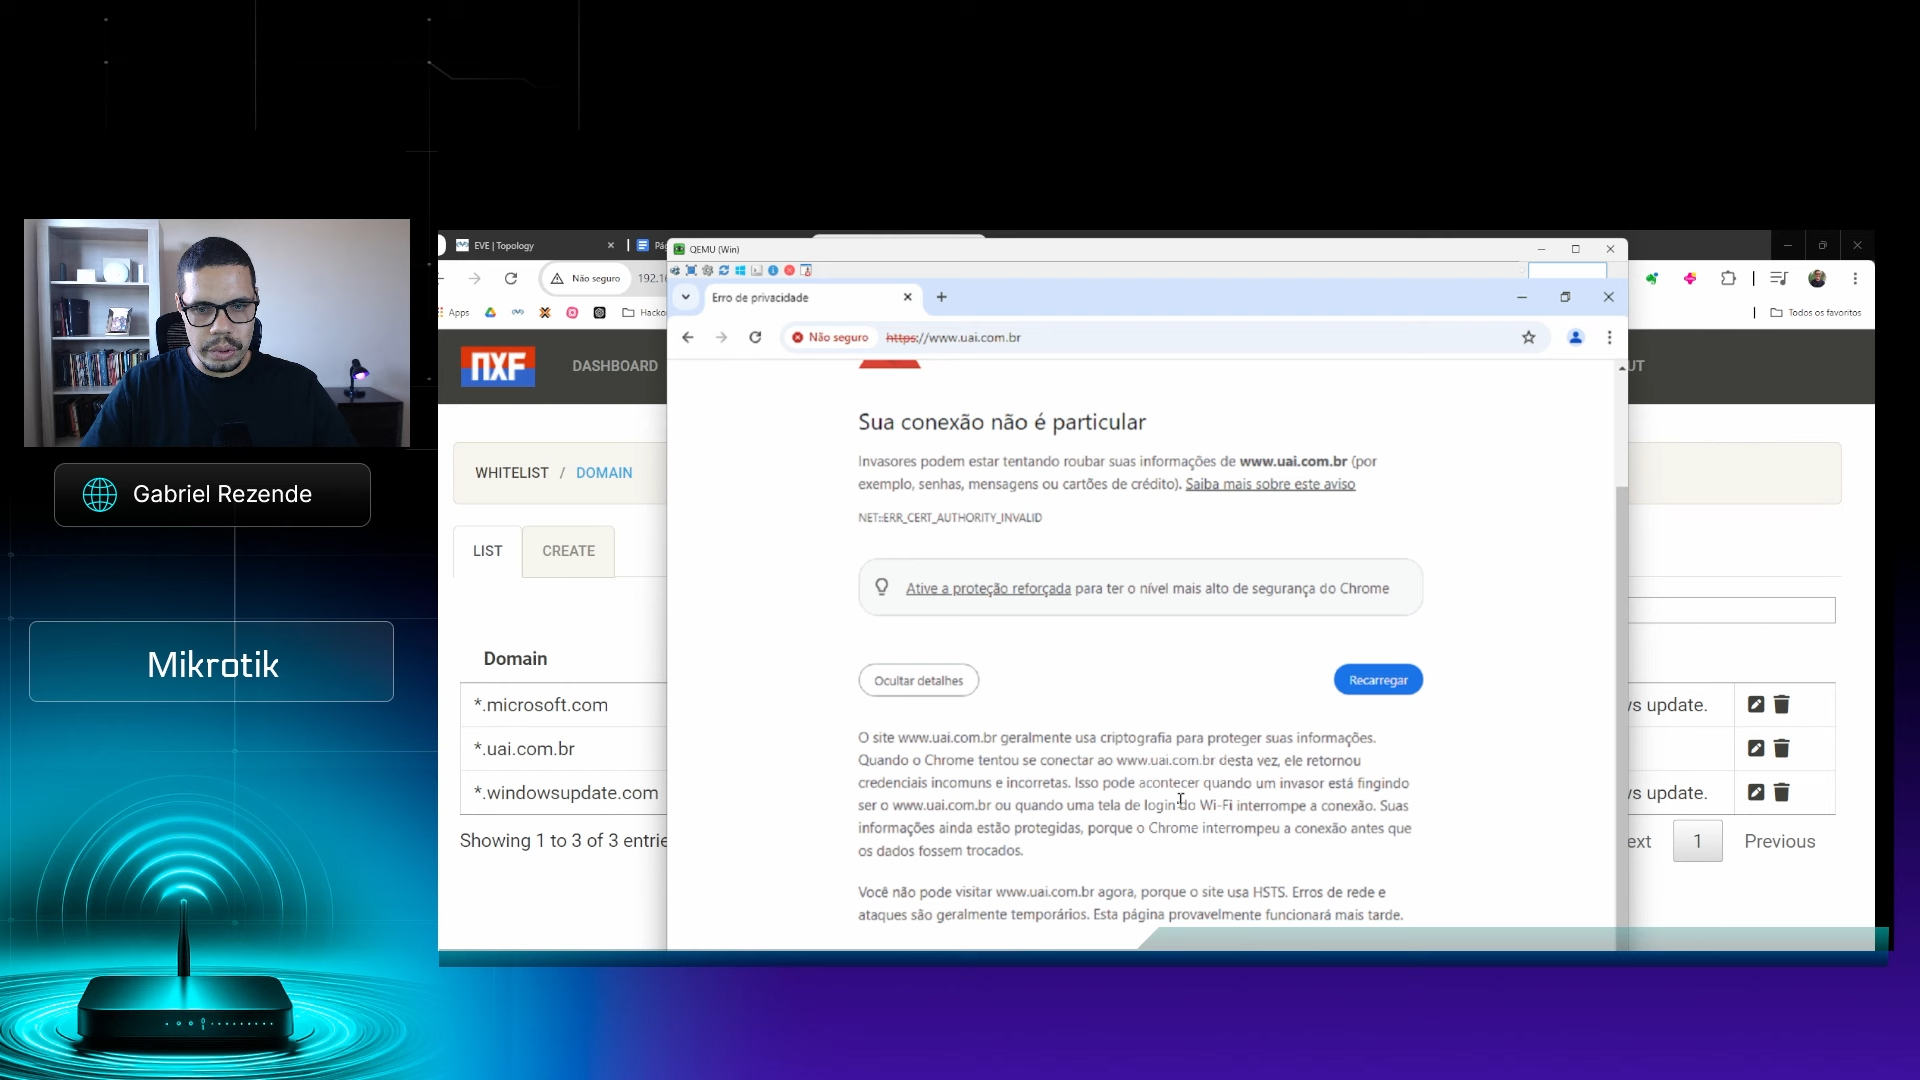 Gabriel Rezende
Mikrotik
EVE | Topology
Não seguro
192.16
Apps
Todos os favoritos
NXF
DASHBOARD
WHITELIST / DOMAIN
LIST
CREATE
Domain
*.microsoft.com
*.uai.com.br
*.windowsupdate.com
Showing 1 to 3 of 3 entrie
QEMU (Win)
Erro de privacidade
Não seguro
https://www.uai.com.br
Sua conexão não é particular
Invasores podem estar tentando roubar suas informações de www.uai.com.br (por
exemplo, senhas, mensagens ou cartões de crédito). Saiba mais sobre este aviso
NET::ERR_CERT_AUTHORITY_INVALID
Ative a proteção reforçada para ter o nível mais alto de segurança do Chrome
Ocultar detalhes
Recarregar
O site www.uai.com.br geralmente usa criptografia para proteger suas informações.
Quando o Chrome tentou se conectar ao www.uai.com.br desta vez, ele retornou
credenciais incomuns e incorretas. Isso pode acontecer quando um invasor está fingindo
ser o www.uai.com.br ou quando uma tela de login do Wi-Fi interrompe a conexão. Suas
informações ainda estão protegidas, porque o Chrome interrompeu a conexão antes que
os dados fossem trocados.
Você não pode visitar www.uai.com.br agora, porque o site usa HSTS. Erros de rede e
ataques são geralmente temporários. Esta página provavelmente funcionará mais tarde.
UT
s update.
s update.
ext
1
Previous